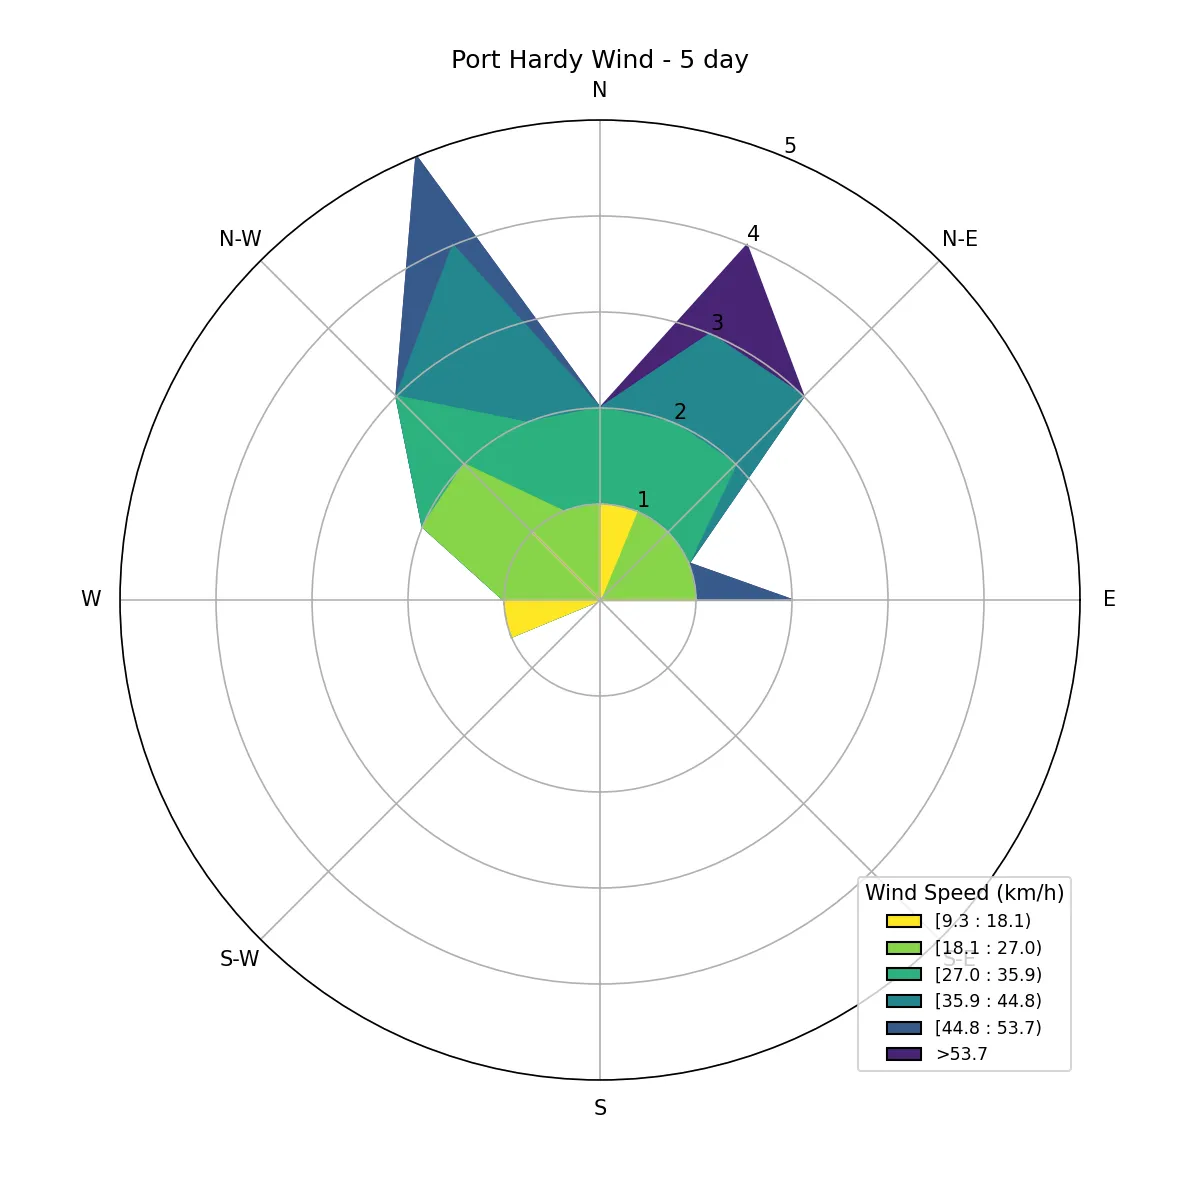 Port Hardy Wind - 5 day
N
5
N-W
4
N-E
3
2
1
W
E
S-W
S-E
S
Wind Speed (km/h)
[9.3 : 18.1)
[18.1 : 27.0)
[27.0 : 35.9)
[35.9 : 44.8)
[44.8 : 53.7)
>53.7